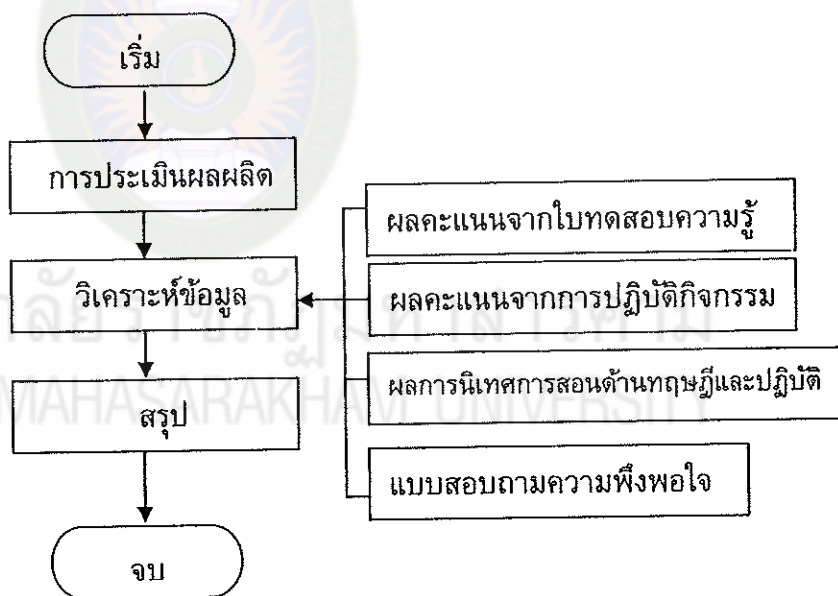 เริ่ม
การประเมินผลผลิต
วิเคราะห์ข้อมูล
สรุป
จบ
ผลคะแนนจากใบทดสอบความรู้
ผลคะแนนจากการปฏิบัติกิจกรรม
ผลการนิเทศการสอนด้านทฤษฎีและปฏิบัติ
แบบสอบถามความพึงพอใจ
MAHASARAKHAM UNIVERSITY